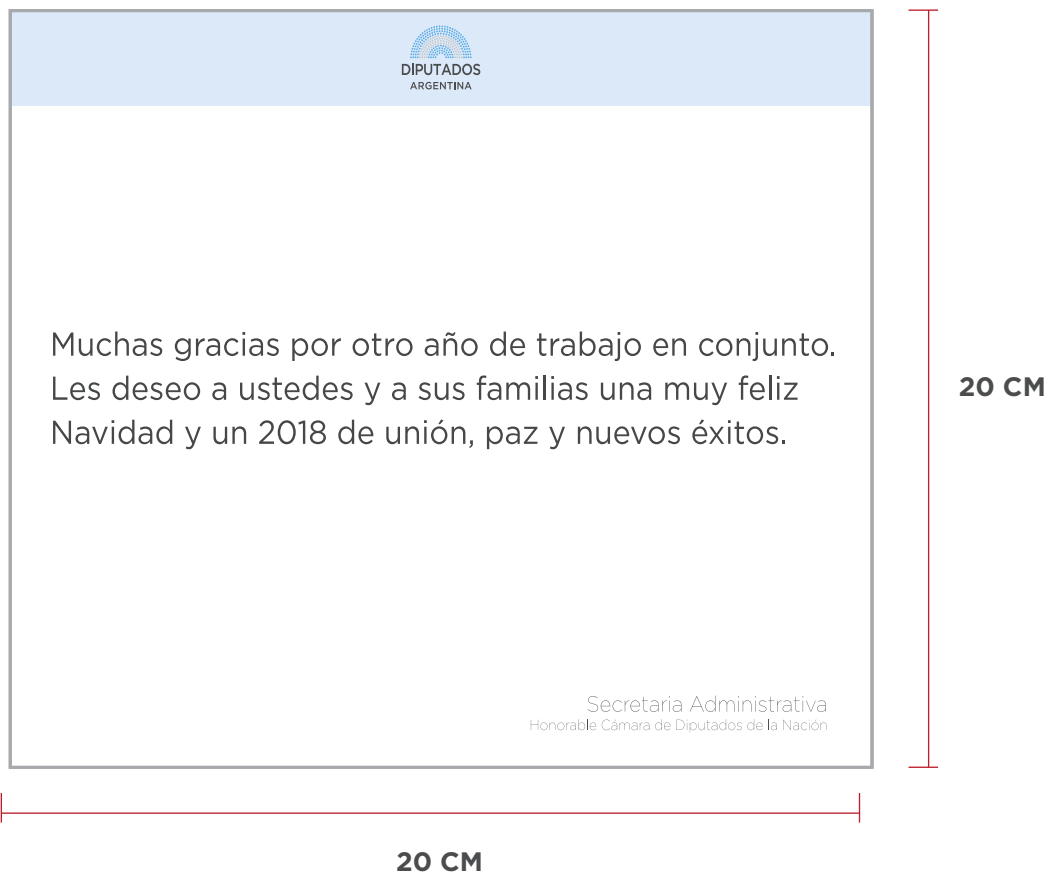 DIPUTADOS
ARGENTINA
Muchas gracias por otro año de trabajo en conjunto.
Les deseo a ustedes y a sus familias una muy feliz
Navidad y un 2018 de unión, paz y nuevos éxitos.
20 CM
Secretaria Administrativa
Honorable Cámara de Diputados de la Nación
20 CM